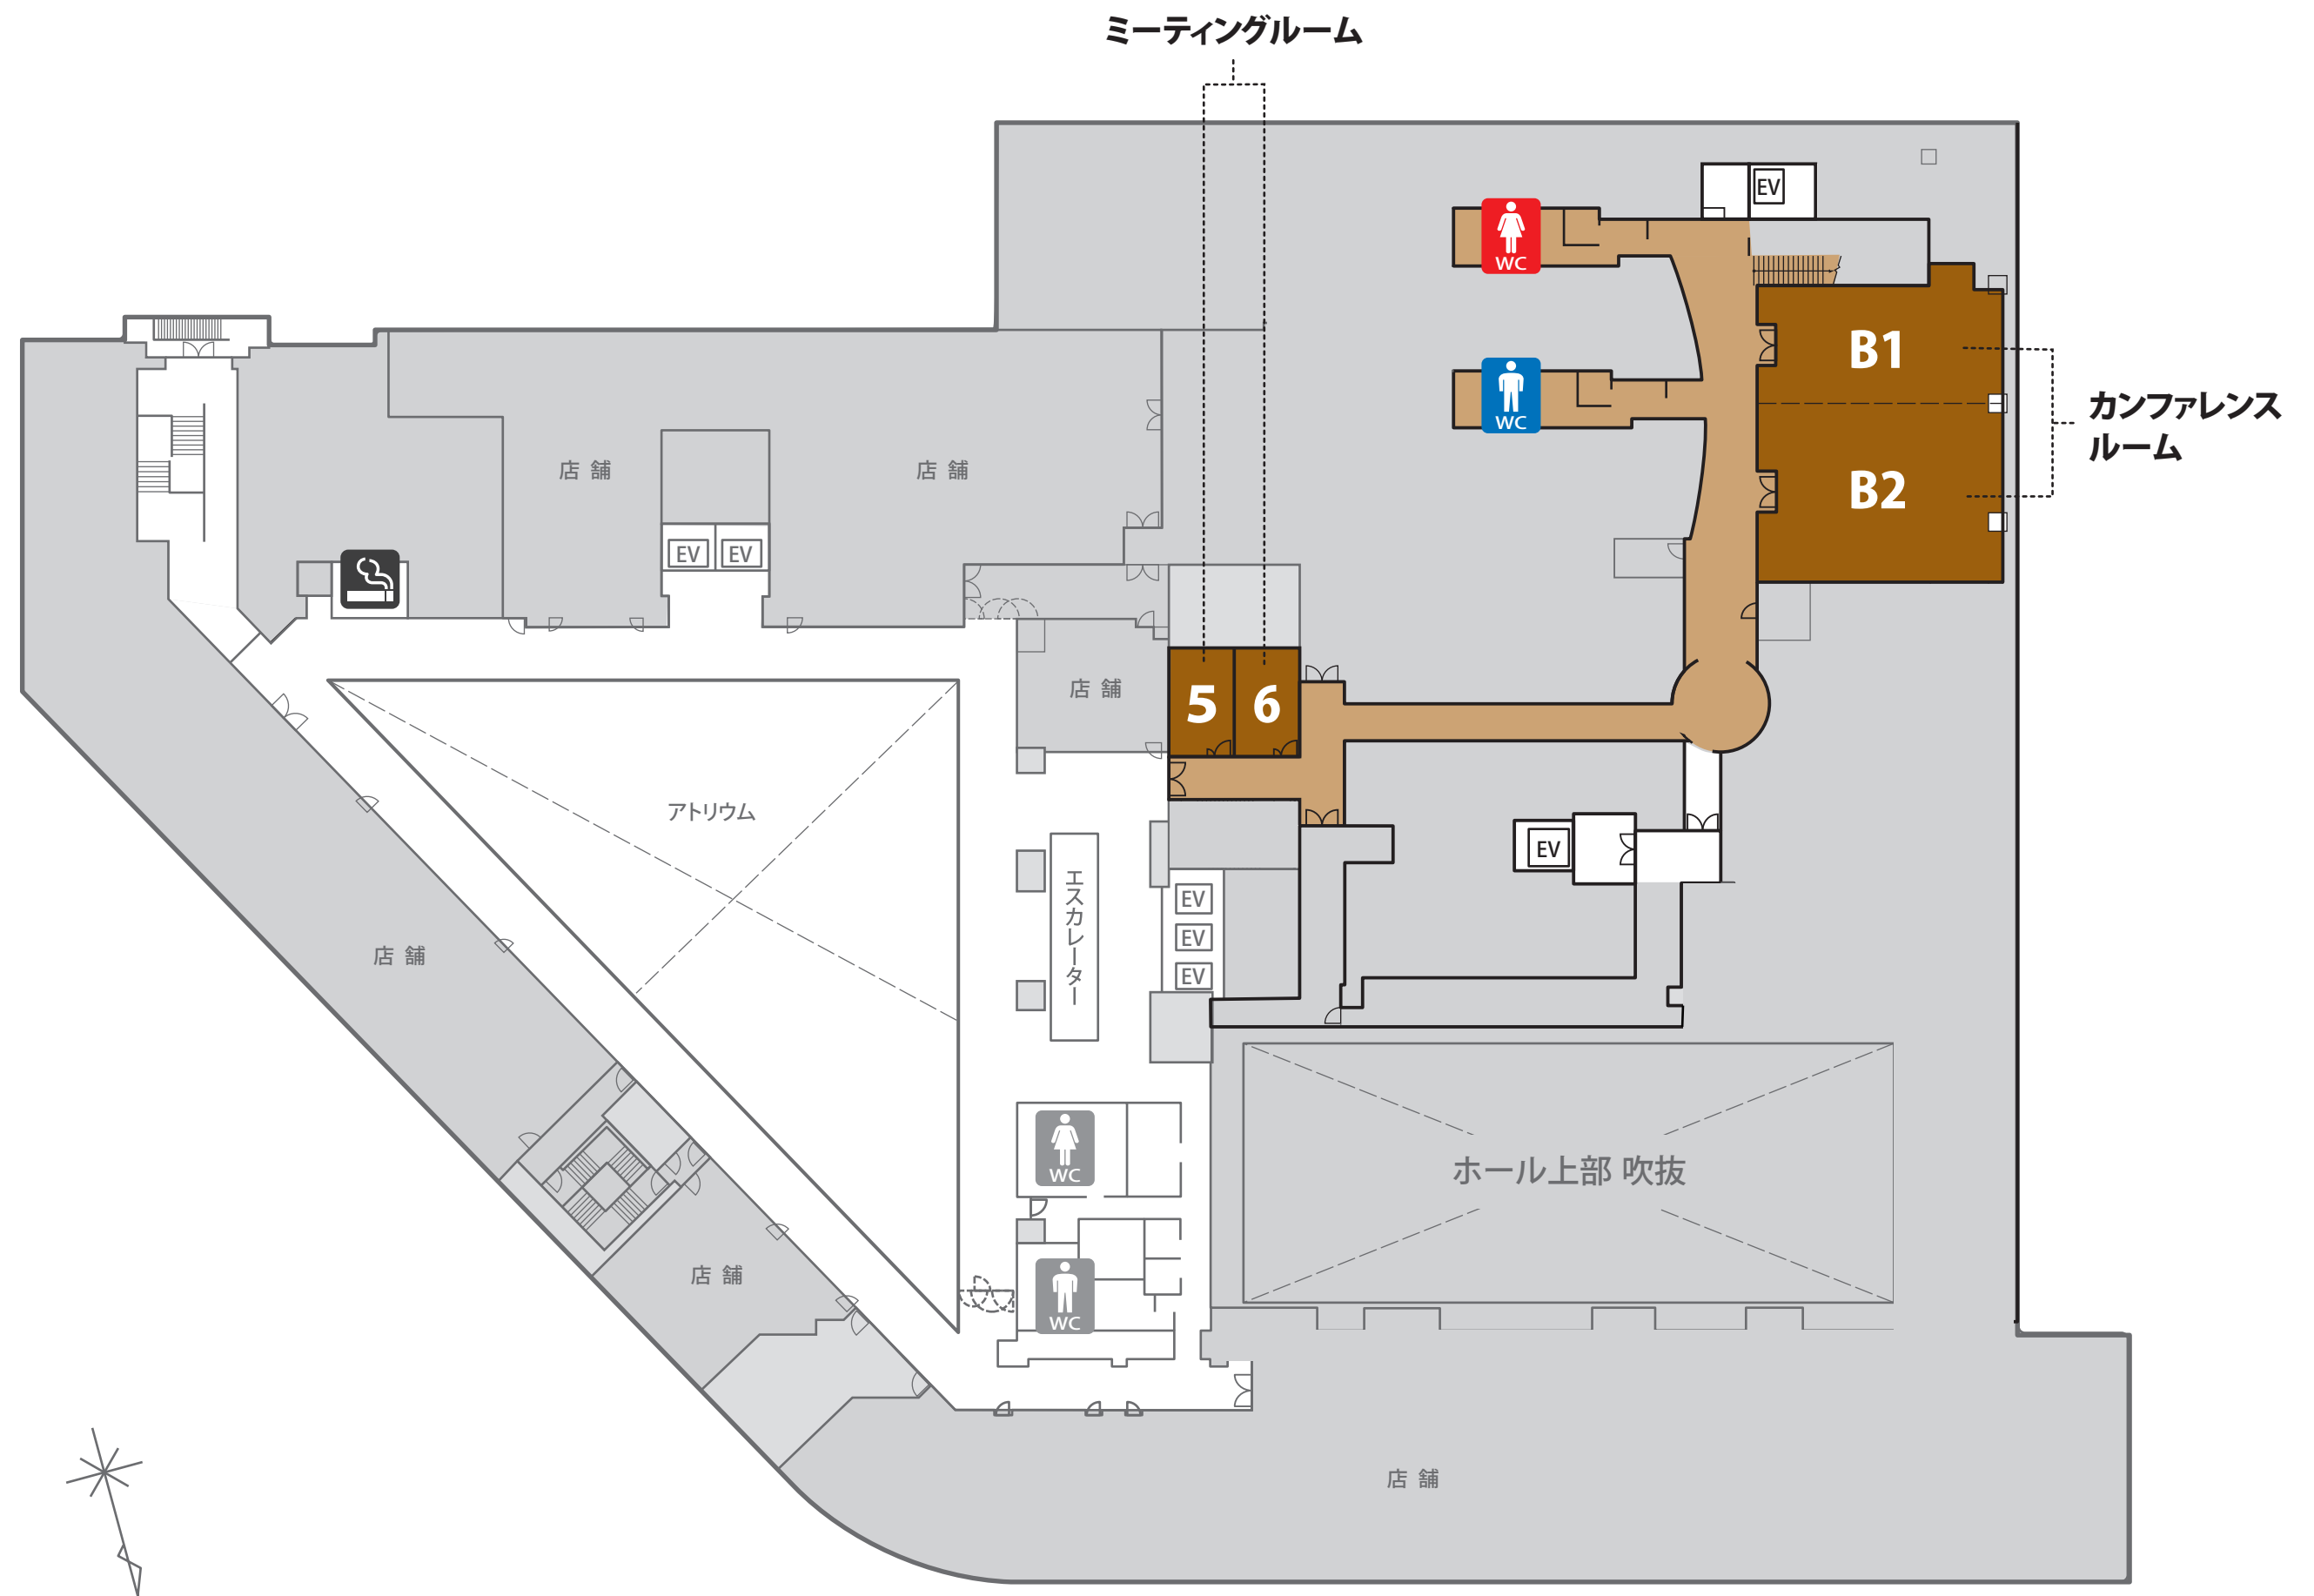 ミーティングルーム
EV
WC
B1
WC
カンファレンス
ルーム
店 舗
店 舗
B2
EV EV
店 舗
5 6
アトリウム
エスカレーター
EV
EV
EV
EV
店 舗
WC
ホール上部 吹抜
店 舗
WC
店 舗